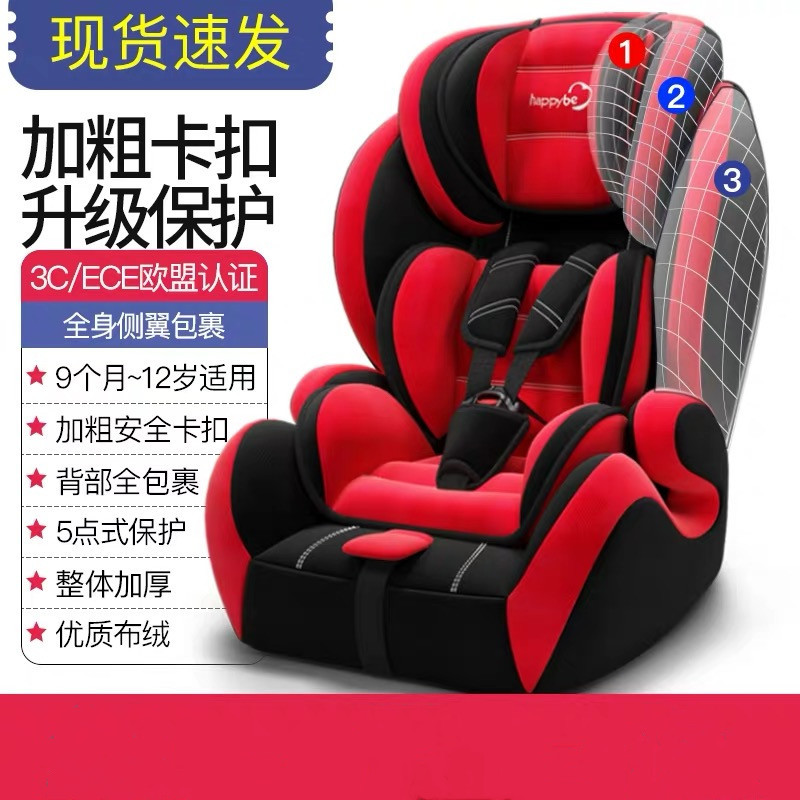 现货速发
加粗卡扣
升级保护
3C/ECE欧盟认证
全身侧翼包裹
★ 9个月~12岁适用
★ 加粗安全卡扣
★ 背部全包裹
★ 5点式保护
★ 整体加厚
★ 优质布绒
happybe
1
2
3